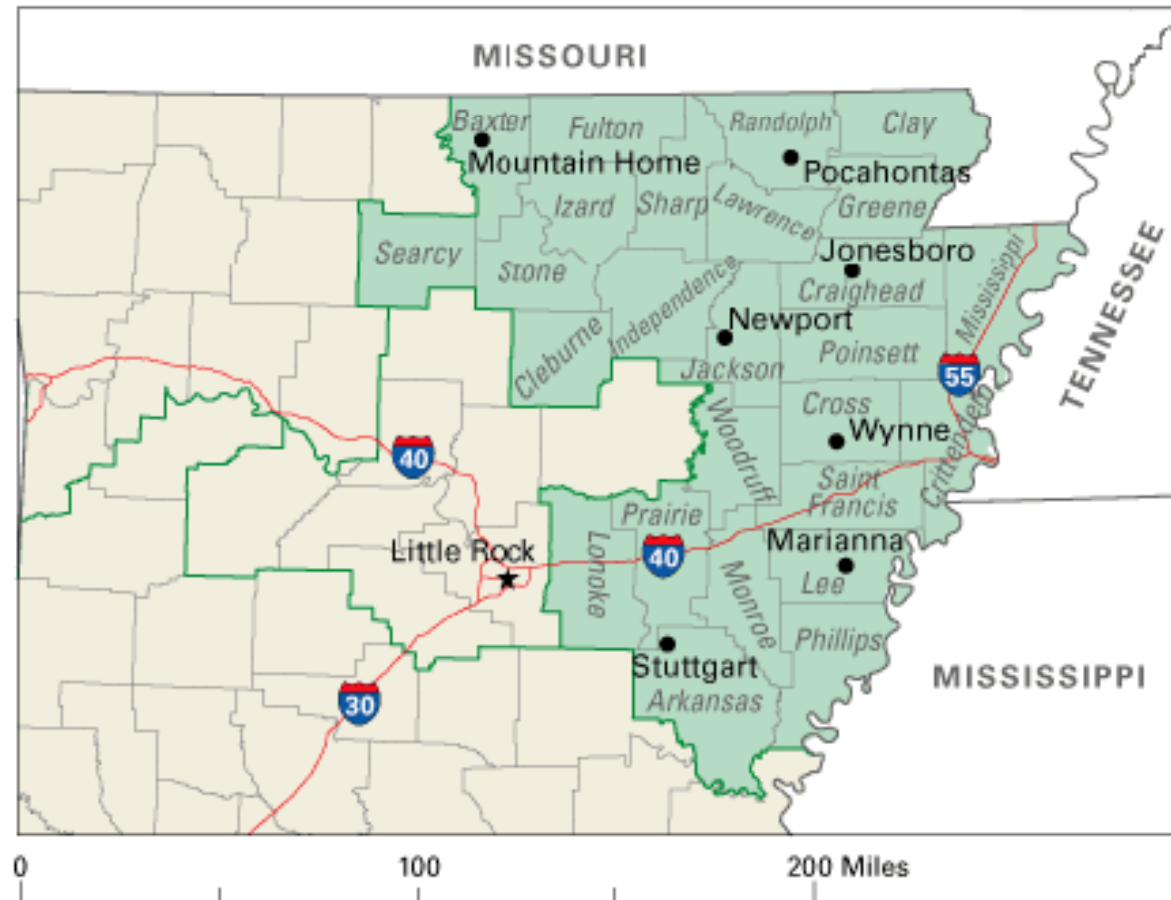 MISSOURI
Baxter
Fulton
Randolph
Clay
Mountain Home
Pocahontas
Izard
Sharp
Lawrence
Greene
Searcy
Stone
Independence
Jonesboro
Craighead
Mississippi
TENNESSEE
Cleburne
Newport
Jackson
Poinsett
55
Cross
Wynne
Crittenden
Woodruff
40
Saint
Francis
Prairie
Little Rock
Lonoke
40
Marianna
Lee
Monroe
Phillips
Stuttgart
Arkansas
MISSISSIPPI
30
0
100
200 Miles